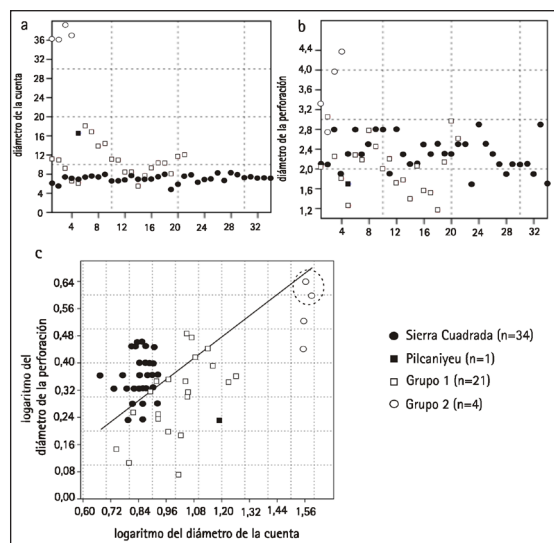 a
diámetro de la cuenta
36
32
28
24
20
16
12
8
4
0
4 8 12 16 20 24 28 32
b
diámetro de la perforación
4,4
4,0
3,6
3,2
2,8
2,4
2,0
1,6
1,2
4 8 12 16 20 24 28 32
c
logaritmo del
diámetro de la perforación
0,64
0,56
0,48
0,40
0,32
0,24
0,16
0,08
0,00
0,60 0,72 0,84 0,96 1,08 1,20 1,32 1,44 1,56
logaritmo del diámetro de la cuenta
Sierra Cuadrada (n=34)
Pilcaniyeu (n=1)
Grupo 1 (n=21)
Grupo 2 (n=4)